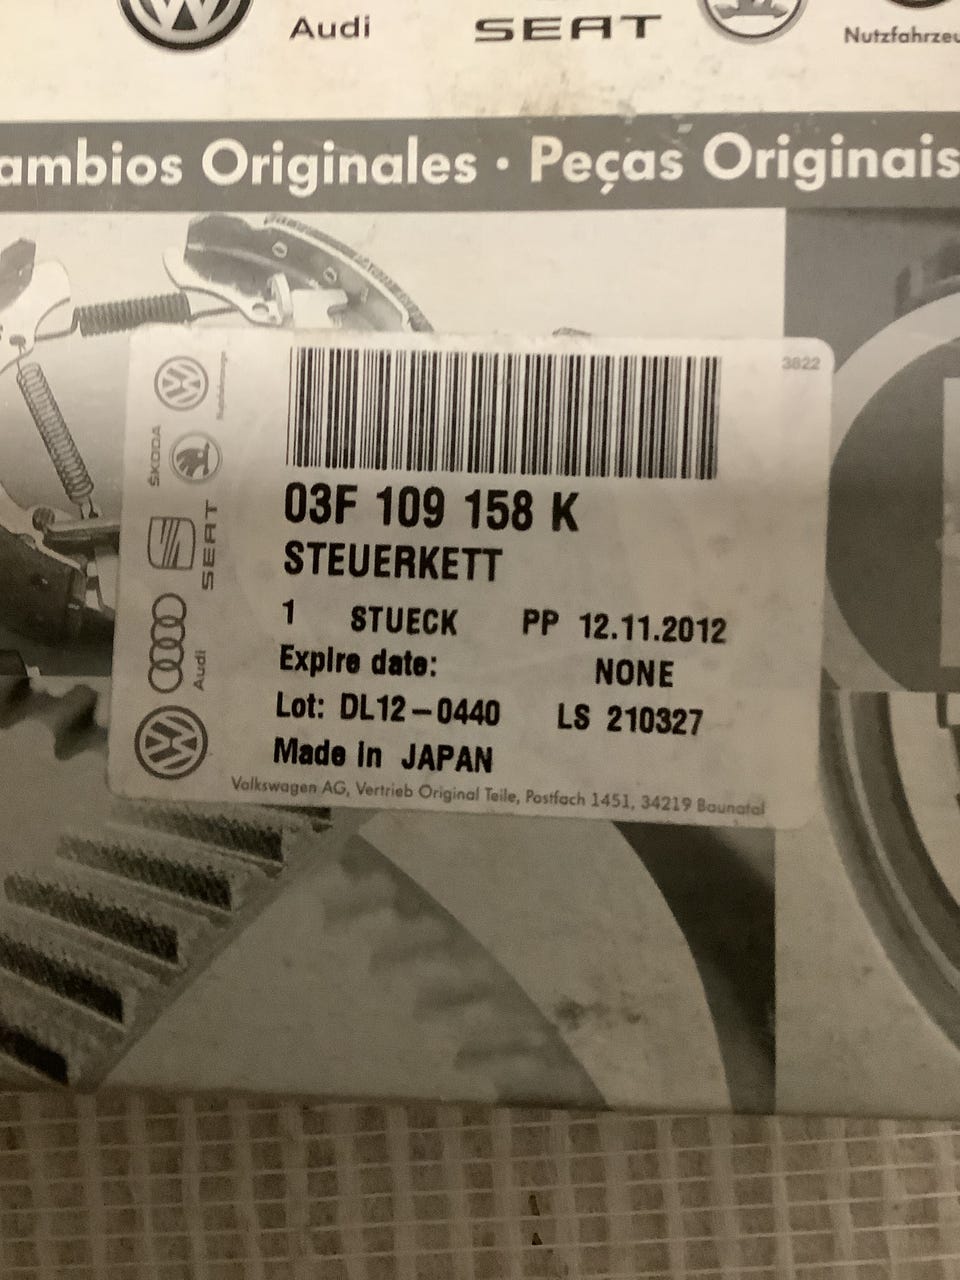 Audi SEAT Nutzfahrzeu
ambios Originales · Peças Originais
3822
03F 109 158 K
STEUERKETT
1 STUECK PP 12.11.2012
Expire date: NONE
Lot: DL12-0440 LS 210327
Made in JAPAN
Volkswagen AG, Vertrieb Original Teile, Postfach 1451, 34219 Baunatal
ŠKODA
SEAT
Audi